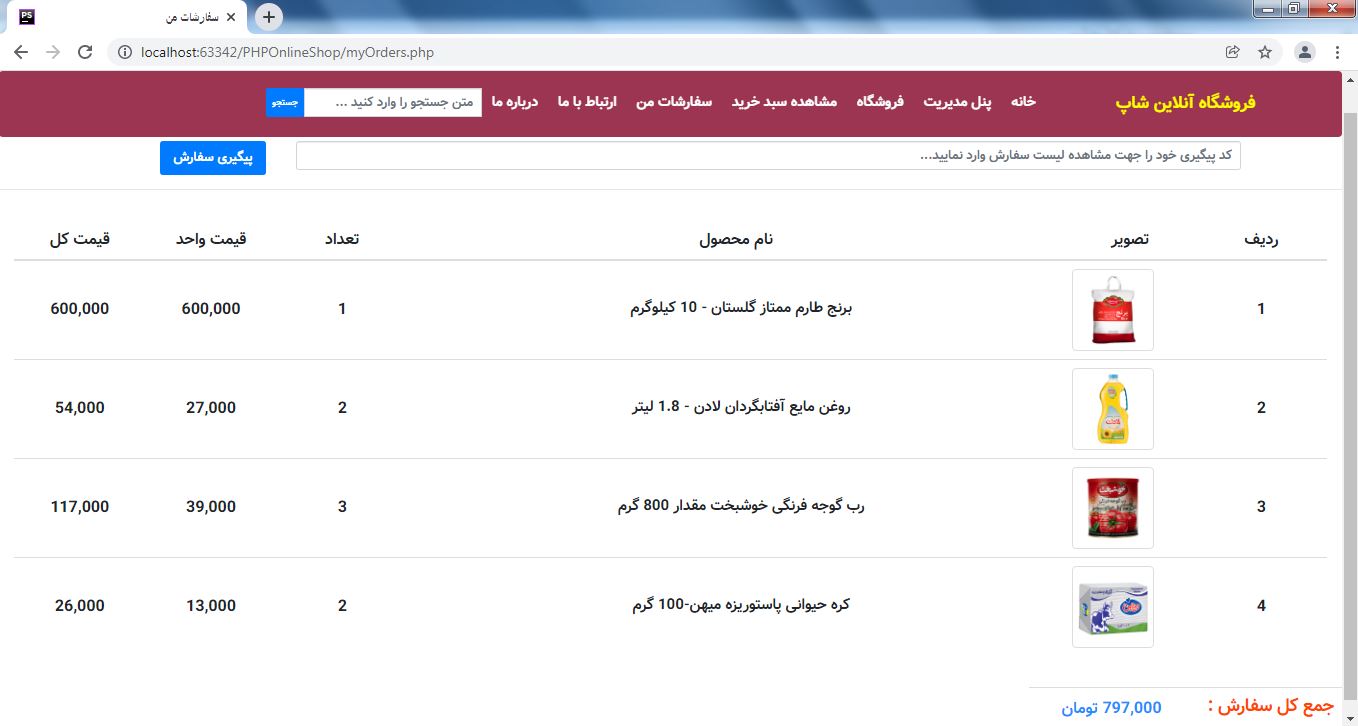 سفارشات من
localhost:63342/PHPOnlineShop/myOrders.php
فروشگاه آنلاین شاپ خانه پنل مدیریت فروشگاه مشاهده سبد خرید سفارشات من ارتباط با ما درباره ما متن جستجو را وارد کنید ... جستجو
کد پیگیری خود را جهت مشاهده لیست سفارش وارد نمایید... پیگیری سفارش
ردیف تصویر نام محصول تعداد قیمت واحد قیمت کل
1 برنج طارم ممتاز گلستان - 10 کیلوگرم 1 600,000 600,000
2 روغن مایع آفتابگردان لادن - 1.8 لیتر 2 27,000 54,000
3 رب گوجه فرنگی خوشبخت مقدار 800 گرم 3 39,000 117,000
4 کره حیوانی پاستوریزه میهن-100 گرم 2 13,000 26,000
جمع کل سفارش : 797,000 تومان